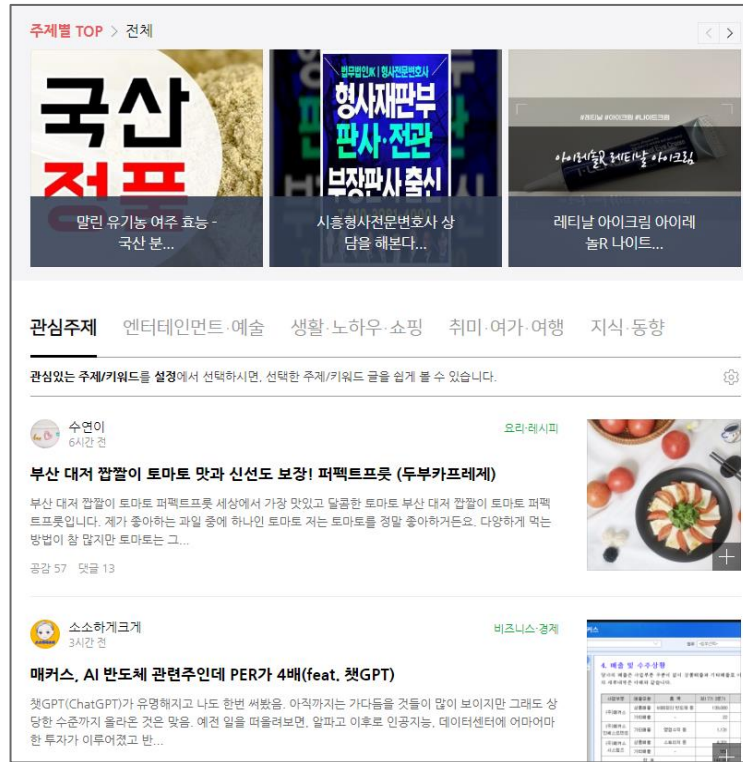 주제별 TOP > 전체
국산
정품
말린 유기농 여주 효능 -
국산 분...
법무법인JK | 형사전문변호사
형사재판부
판사·전관
부장판사출신
시흥형사전문변호사 상
담을 해본다...
#레티날 #아이크림 #나이트크림
아이레놀R 레티날 아이크림
레티날 아이크림 아이레
놀R 나이트...
관심주제 엔터테인먼트·예술 생활·노하우·쇼핑 취미·여가·여행 지식·동향
관심있는 주제/키워드를 설정에서 선택하시면, 선택한 주제/키워드 글을 쉽게 볼 수 있습니다.
수연이
6시간 전
요리·레시피
부산 대저 짭짤이 토마토 맛과 신선도 보장! 퍼펙트프룻 (두부카프레제)
부산 대저 짭짤이 토마토 퍼펙트프룻 세상에서 가장 맛있고 달콤한 토마토 부산 대저 짭짤이 토마토 퍼펙
트프룻입니다. 제가 좋아하는 과일 중에 하나인 토마토 저는 토마토를 정말 좋아하거든요. 다양하게 먹는
방법이 참 많지만 토마토는 그...
공감 57 댓글 13
소소하게크게
3시간 전
비즈니스·경제
매커스, AI 반도체 관련주인데 PER가 4배(feat. 챗GPT)
챗GPT(ChatGPT)가 유명해지고 나도 한번 써봤음. 아직까지는 가다듬을 것들이 많이 보이지만 그래도 상
당한 수준까지 올라온 것은 맞음. 예전 일을 떠올려보면, 알파고 이후로 인공지능, 데이터센터에 어마어마
한 투자가 이루어졌고 반...
4. 매출 및 수주상황